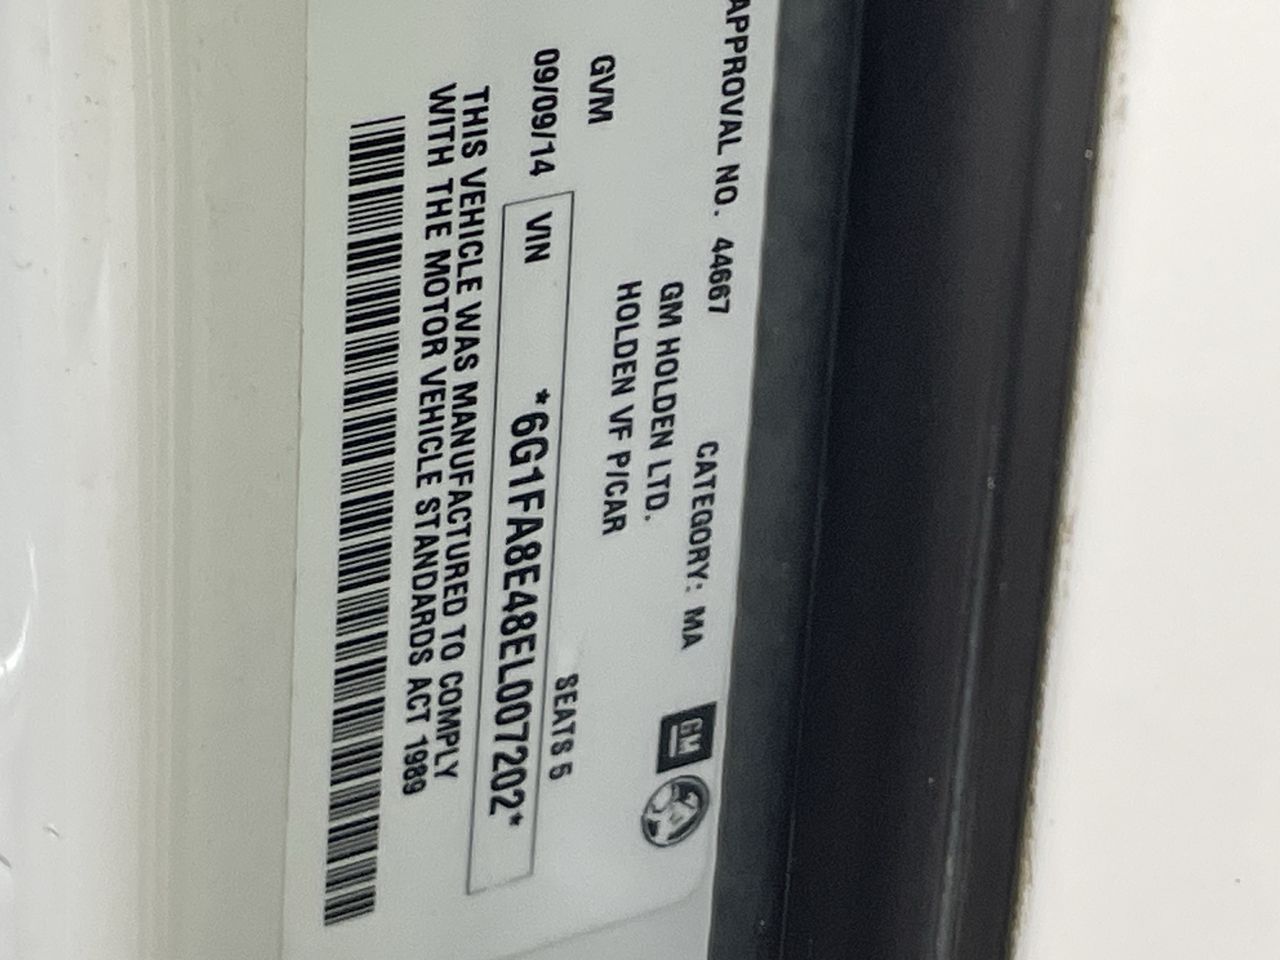 APPROVAL NO. 44667 CATEGORY: MA
GM
GM HOLDEN LTD.
HOLDEN VF P/CAR
GVM SEATS 5
09/09/14 VIN *6G1FA8E48EL007202*
THIS VEHICLE WAS MANUFACTURED TO COMPLY
WITH THE MOTOR VEHICLE STANDARDS ACT 1989